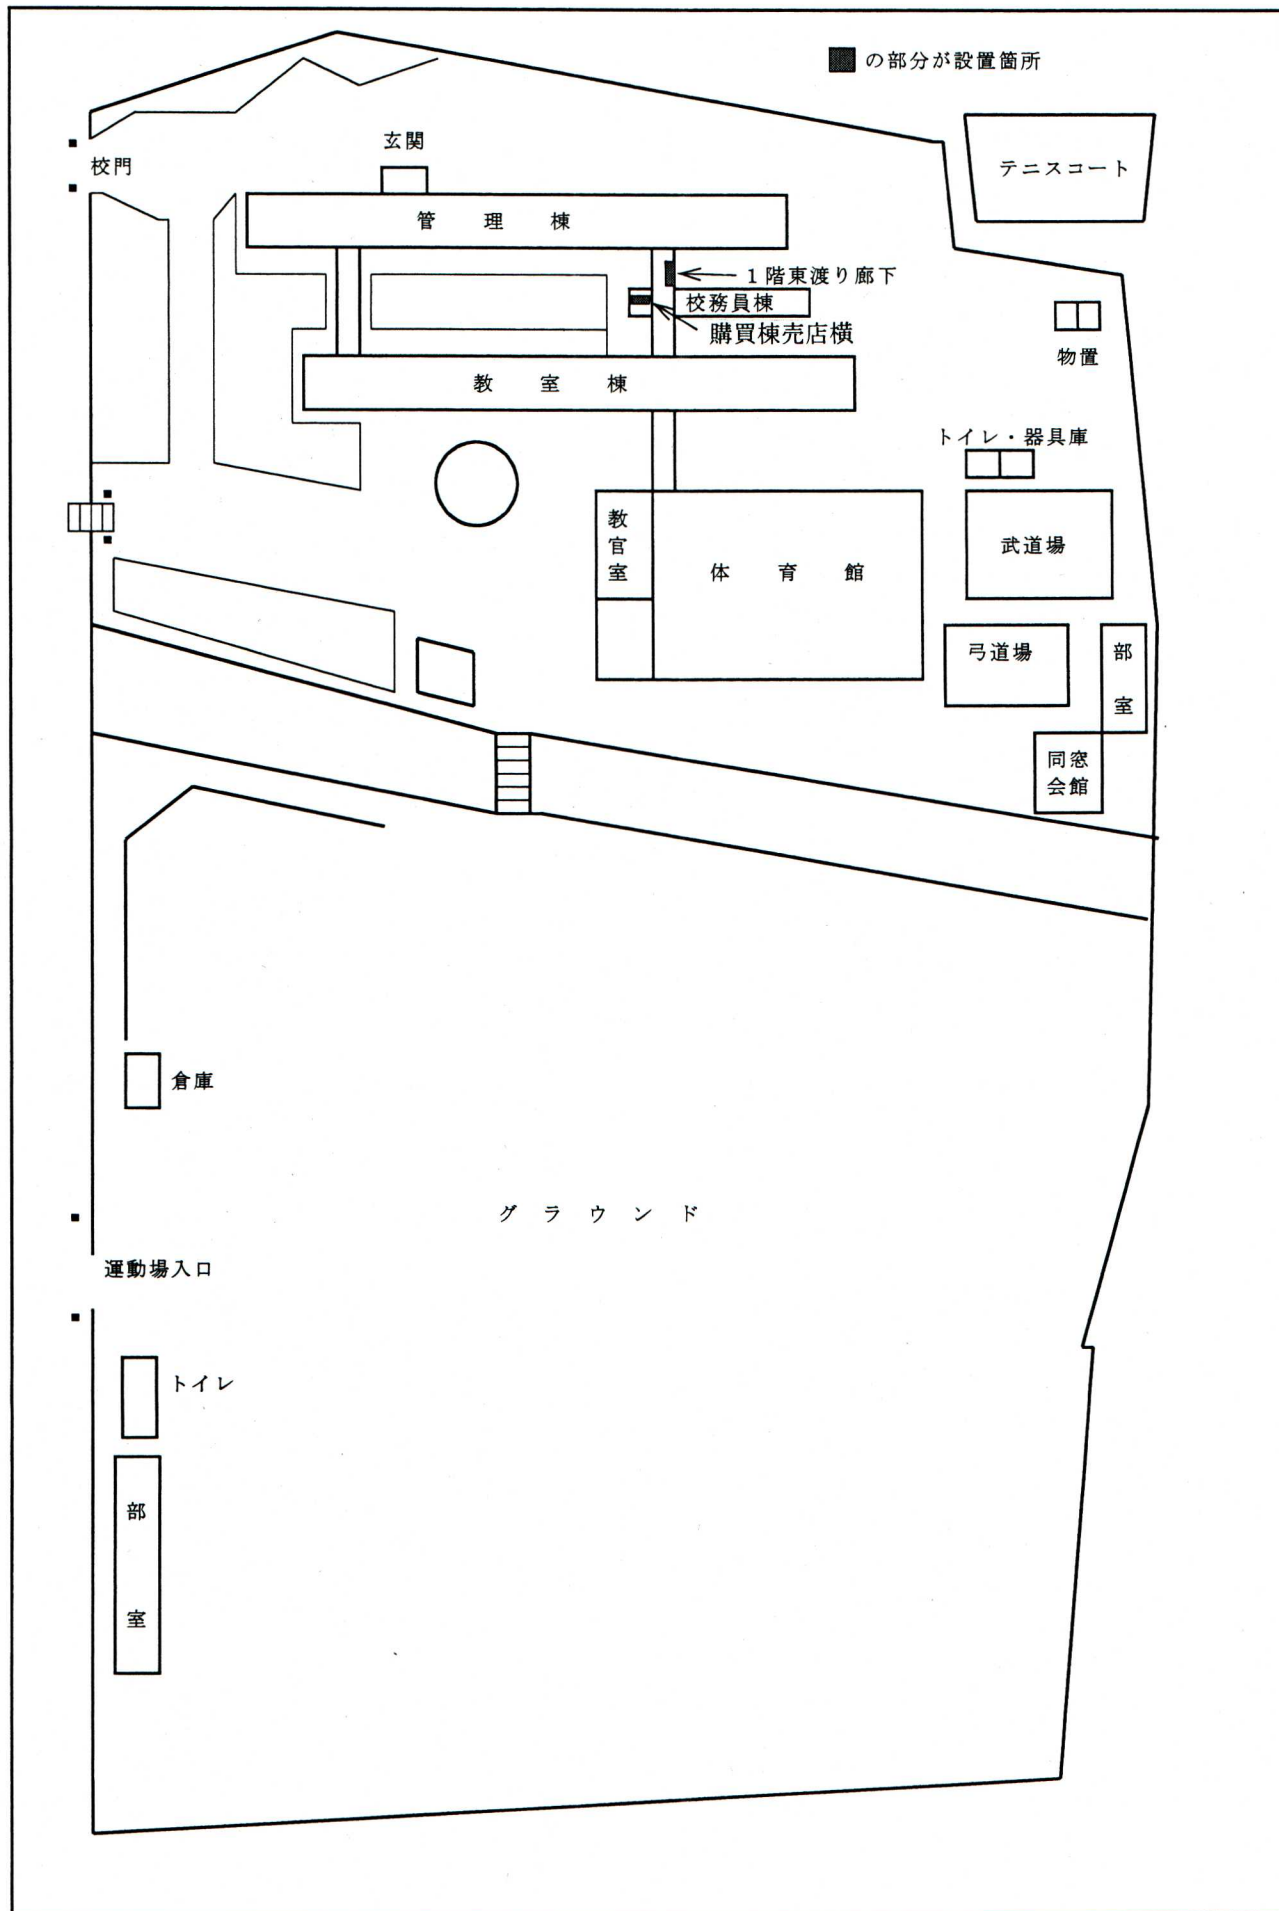 の部分が設置箇所
玄関
校門
テニスコート
管理棟
１階東渡り廊下
校務員棟
購買棟売店横
物置
教室棟
トイレ・器具庫
教官室
体育館
武道場
弓道場
部室
同窓
会館
倉庫
グラウンド
運動場入口
トイレ
部室